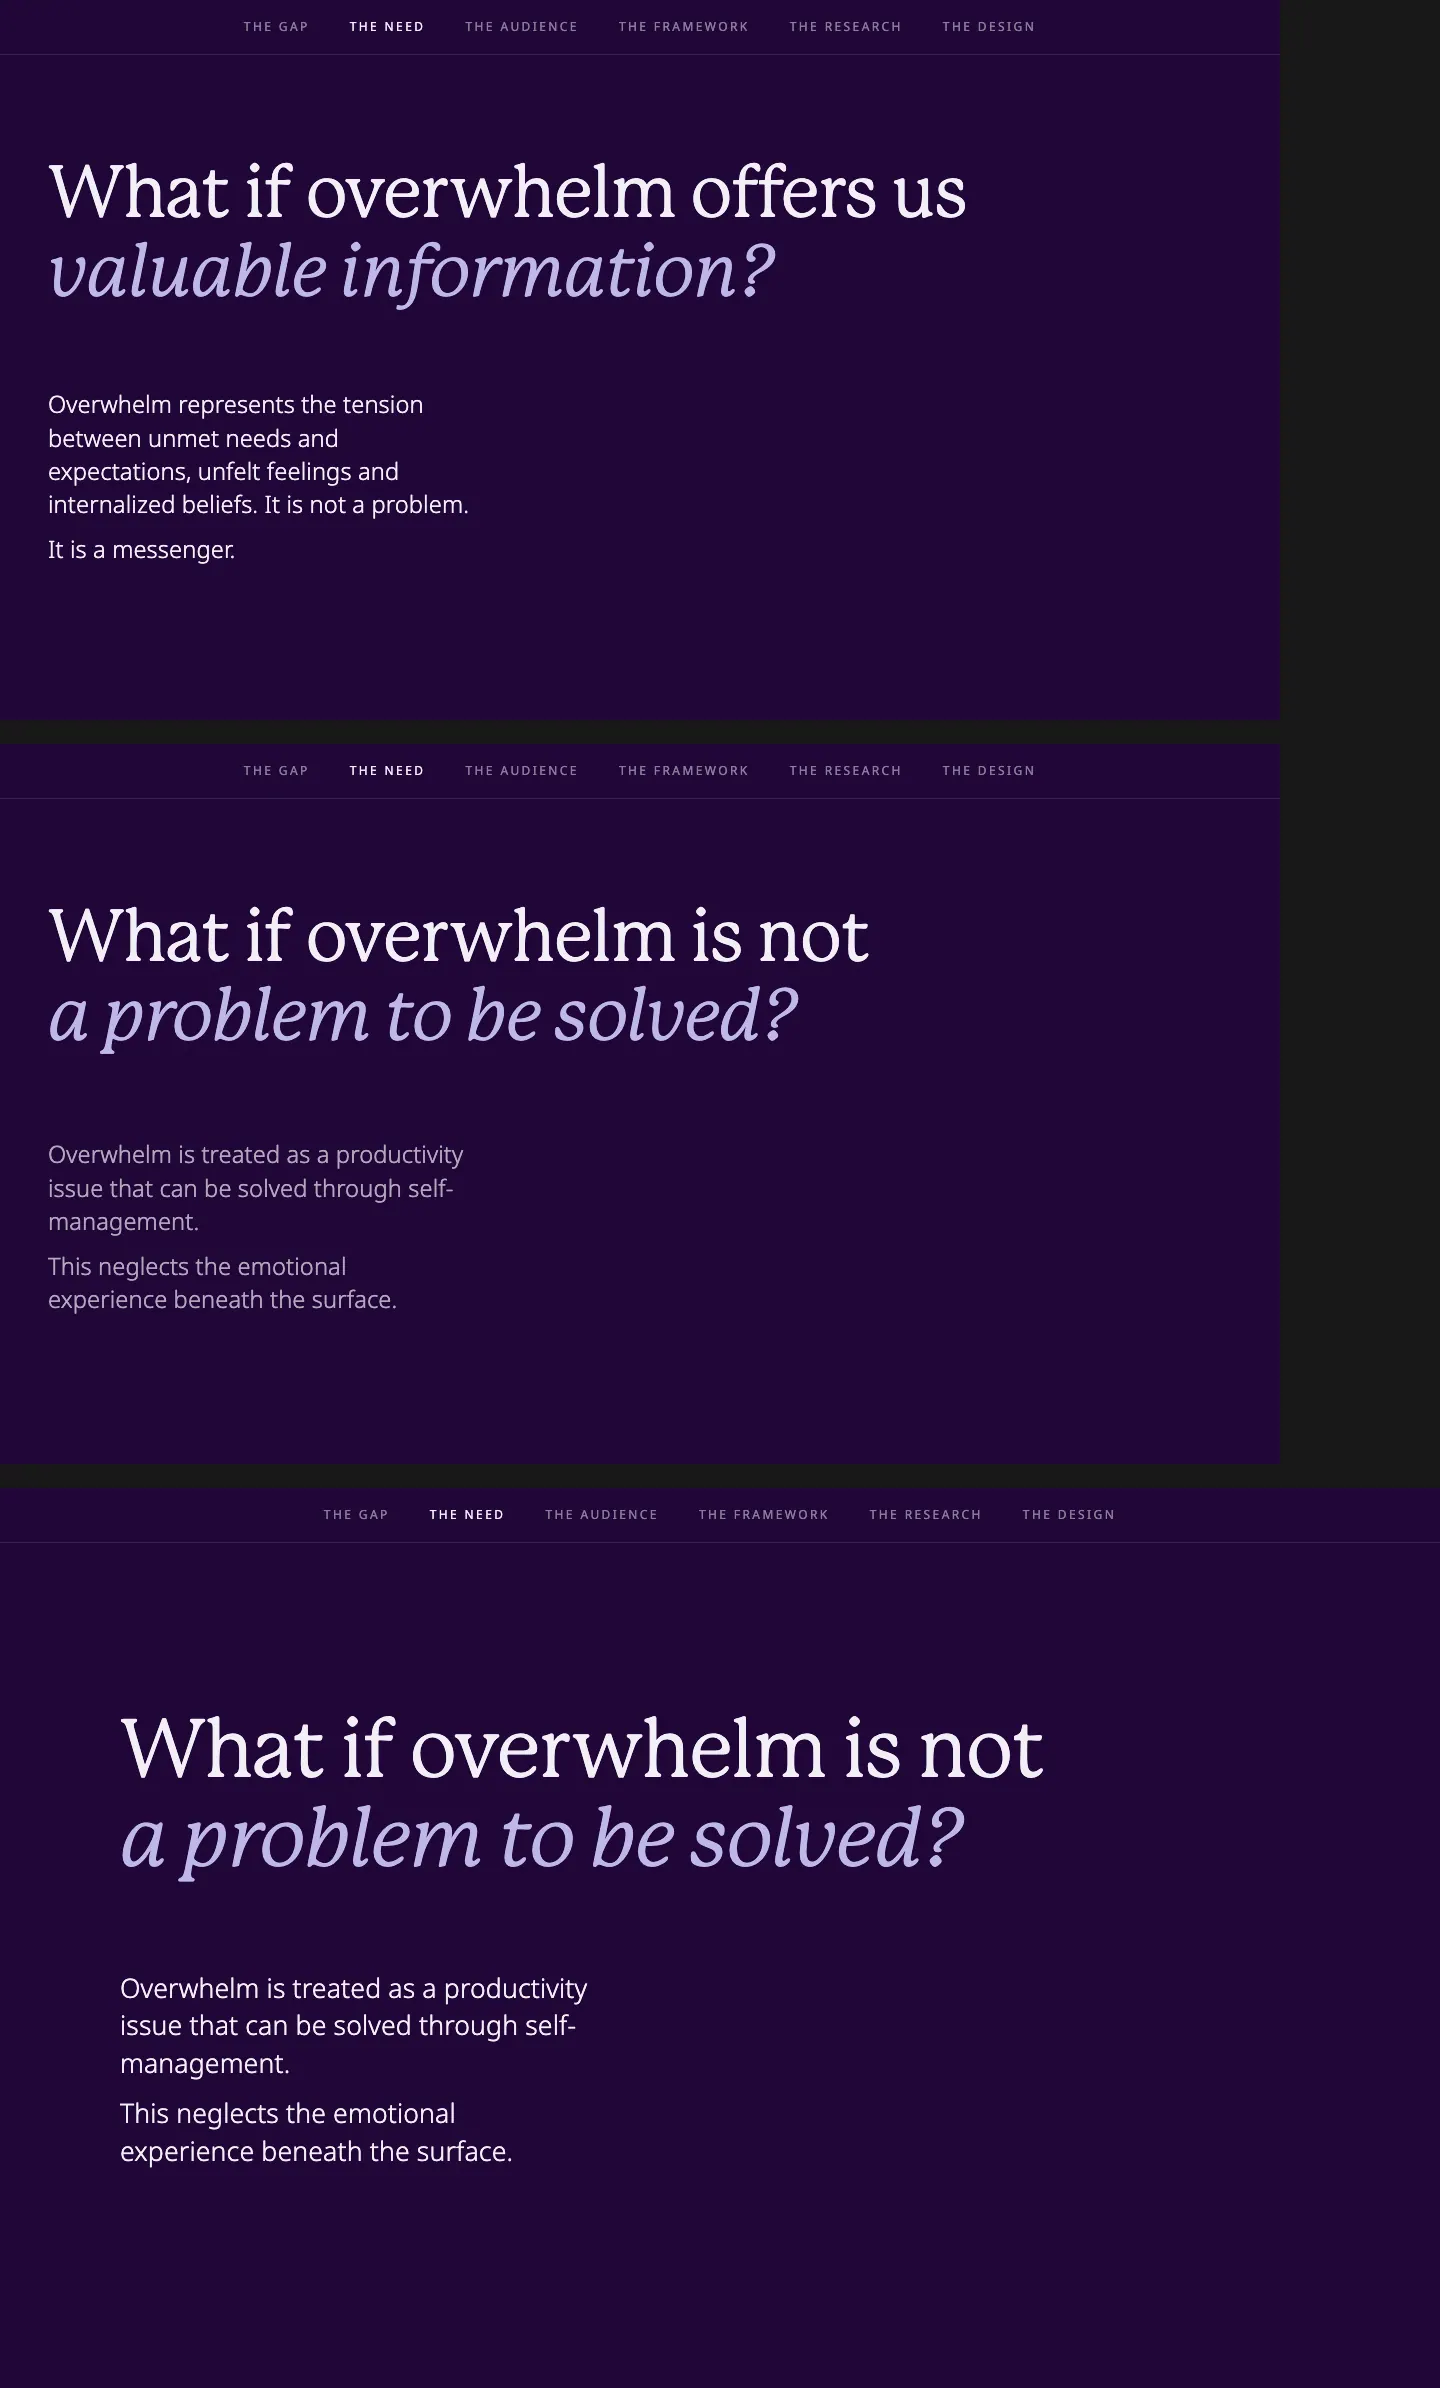 THE GAP THE NEED THE AUDIENCE THE FRAMEWORK THE RESEARCH THE DESIGN
What if overwhelm offers us
valuable information?
Overwhelm represents the tension
between unmet needs and
expectations, unfelt feelings and
internalized beliefs. It is not a problem.
It is a messenger.
THE GAP THE NEED THE AUDIENCE THE FRAMEWORK THE RESEARCH THE DESIGN
What if overwhelm is not
a problem to be solved?
Overwhelm is treated as a productivity
issue that can be solved through self-
management.
This neglects the emotional
experience beneath the surface.
THE GAP THE NEED THE AUDIENCE THE FRAMEWORK THE RESEARCH THE DESIGN
What if overwhelm is not
a problem to be solved?
Overwhelm is treated as a productivity
issue that can be solved through self-
management.
This neglects the emotional
experience beneath the surface.